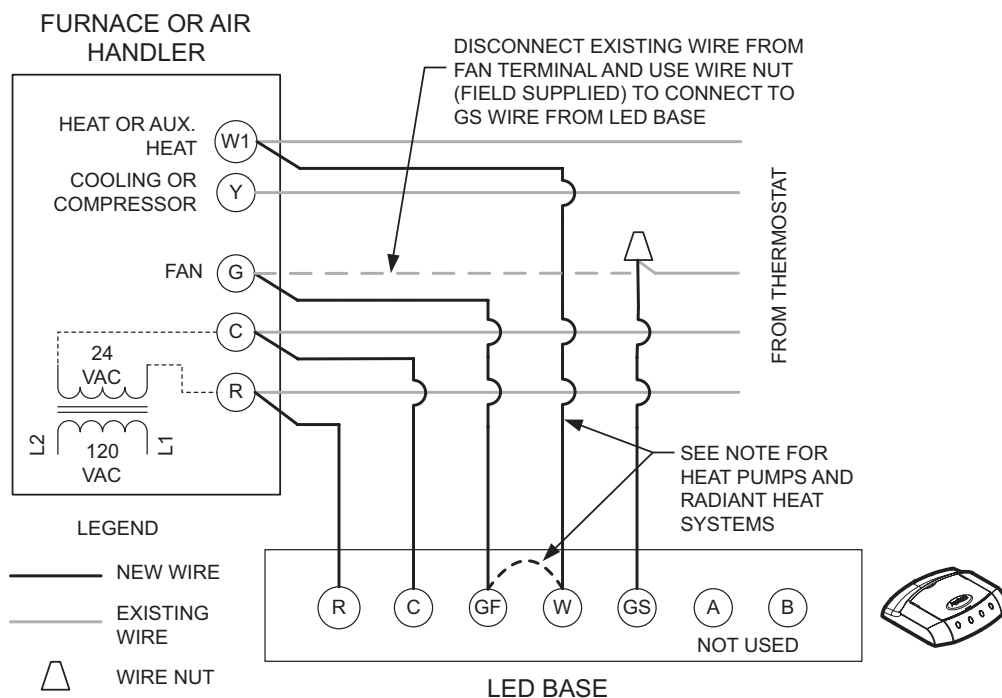 FURNACE OR AIR
HANDLER
DISCONNECT EXISTING WIRE FROM
FAN TERMINAL AND USE WIRE NUT
(FIELD SUPPLIED) TO CONNECT TO
GS WIRE FROM LED BASE
HEAT OR AUX.
HEAT
W1
COOLING OR
COMPRESSOR
Y
FAN
G
C
R
24
VAC
L2
120
VAC
L1
FROM THERMOSTAT
SEE NOTE FOR
HEAT PUMPS AND
RADIANT HEAT
SYSTEMS
LEGEND
NEW WIRE
EXISTING
WIRE
WIRE NUT
R
C
GF
W
GS
A
B
NOT USED
LED BASE